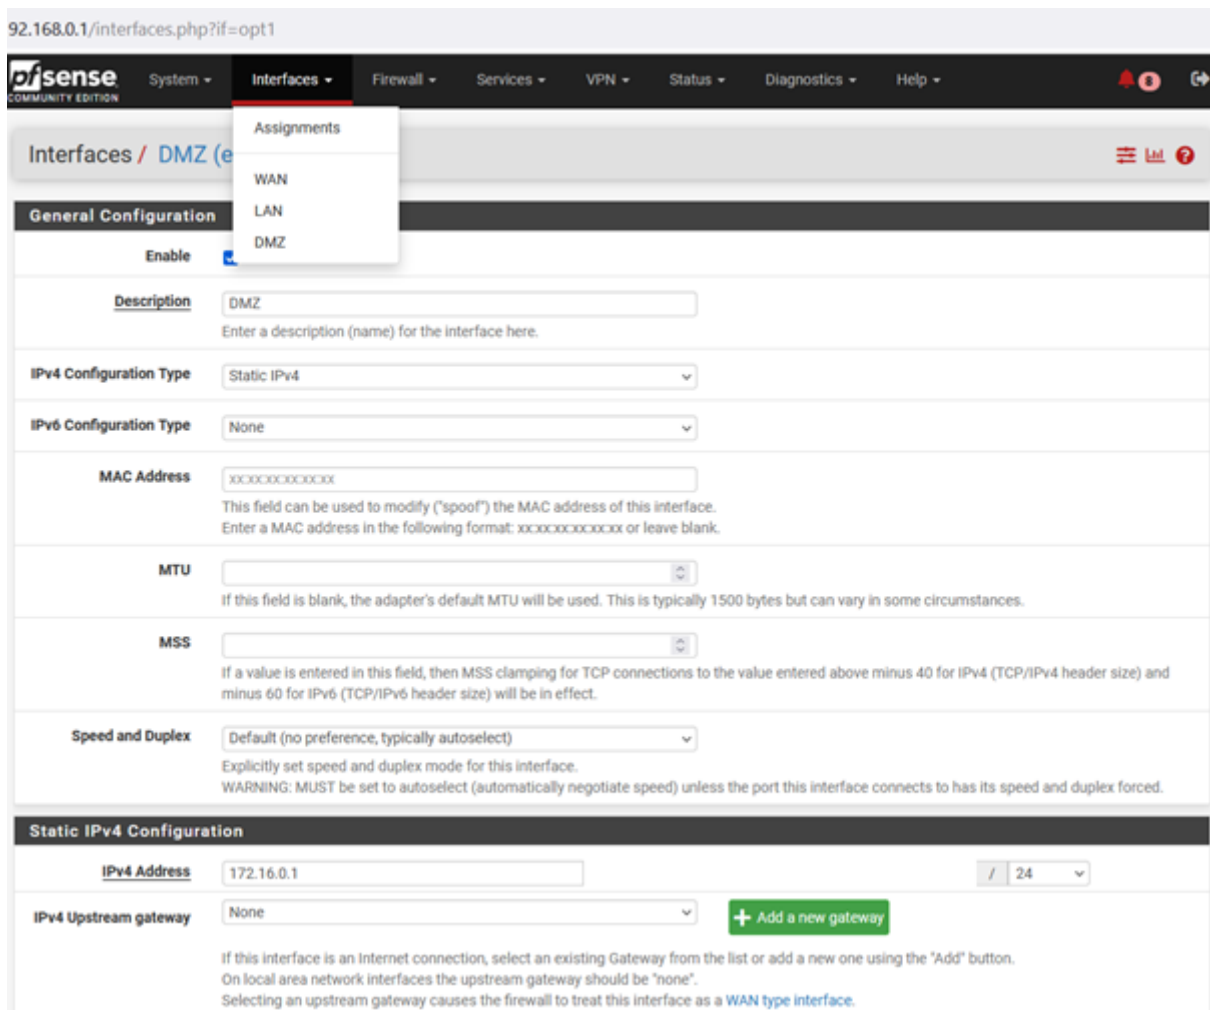 92.168.0.1/interfaces.php?if=opt1
pfsense System Interfaces Firewall Services VPN Status Diagnostics Help 8
COMMUNITY EDITION
Assignments
Interfaces / DMZ (e
WAN
LAN
DMZ
General Configuration
Enable
Description DMZ
Enter a description (name) for the interface here.
IPv4 Configuration Type Static IPv4
IPv6 Configuration Type None
MAC Address xx:xx:xx:xx:xx:xx
This field can be used to modify ("spoof") the MAC address of this interface.
Enter a MAC address in the following format: xx:xx:xx:xx:xx:xx or leave blank.
MTU
If this field is blank, the adapter's default MTU will be used. This is typically 1500 bytes but can vary in some circumstances.
MSS
If a value is entered in this field, then MSS clamping for TCP connections to the value entered above minus 40 for IPv4 (TCP/IPv4 header size) and
minus 60 for IPv6 (TCP/IPv6 header size) will be in effect.
Speed and Duplex Default (no preference, typically autoselect)
Explicitly set speed and duplex mode for this interface.
WARNING: MUST be set to autoselect (automatically negotiate speed) unless the port this interface connects to has its speed and duplex forced.
Static IPv4 Configuration
IPv4 Address 172.16.0.1 / 24
IPv4 Upstream gateway None + Add a new gateway
If this interface is an Internet connection, select an existing Gateway from the list or add a new one using the "Add" button.
On local area network interfaces the upstream gateway should be "none".
Selecting an upstream gateway causes the firewall to treat this interface as a WAN type interface.